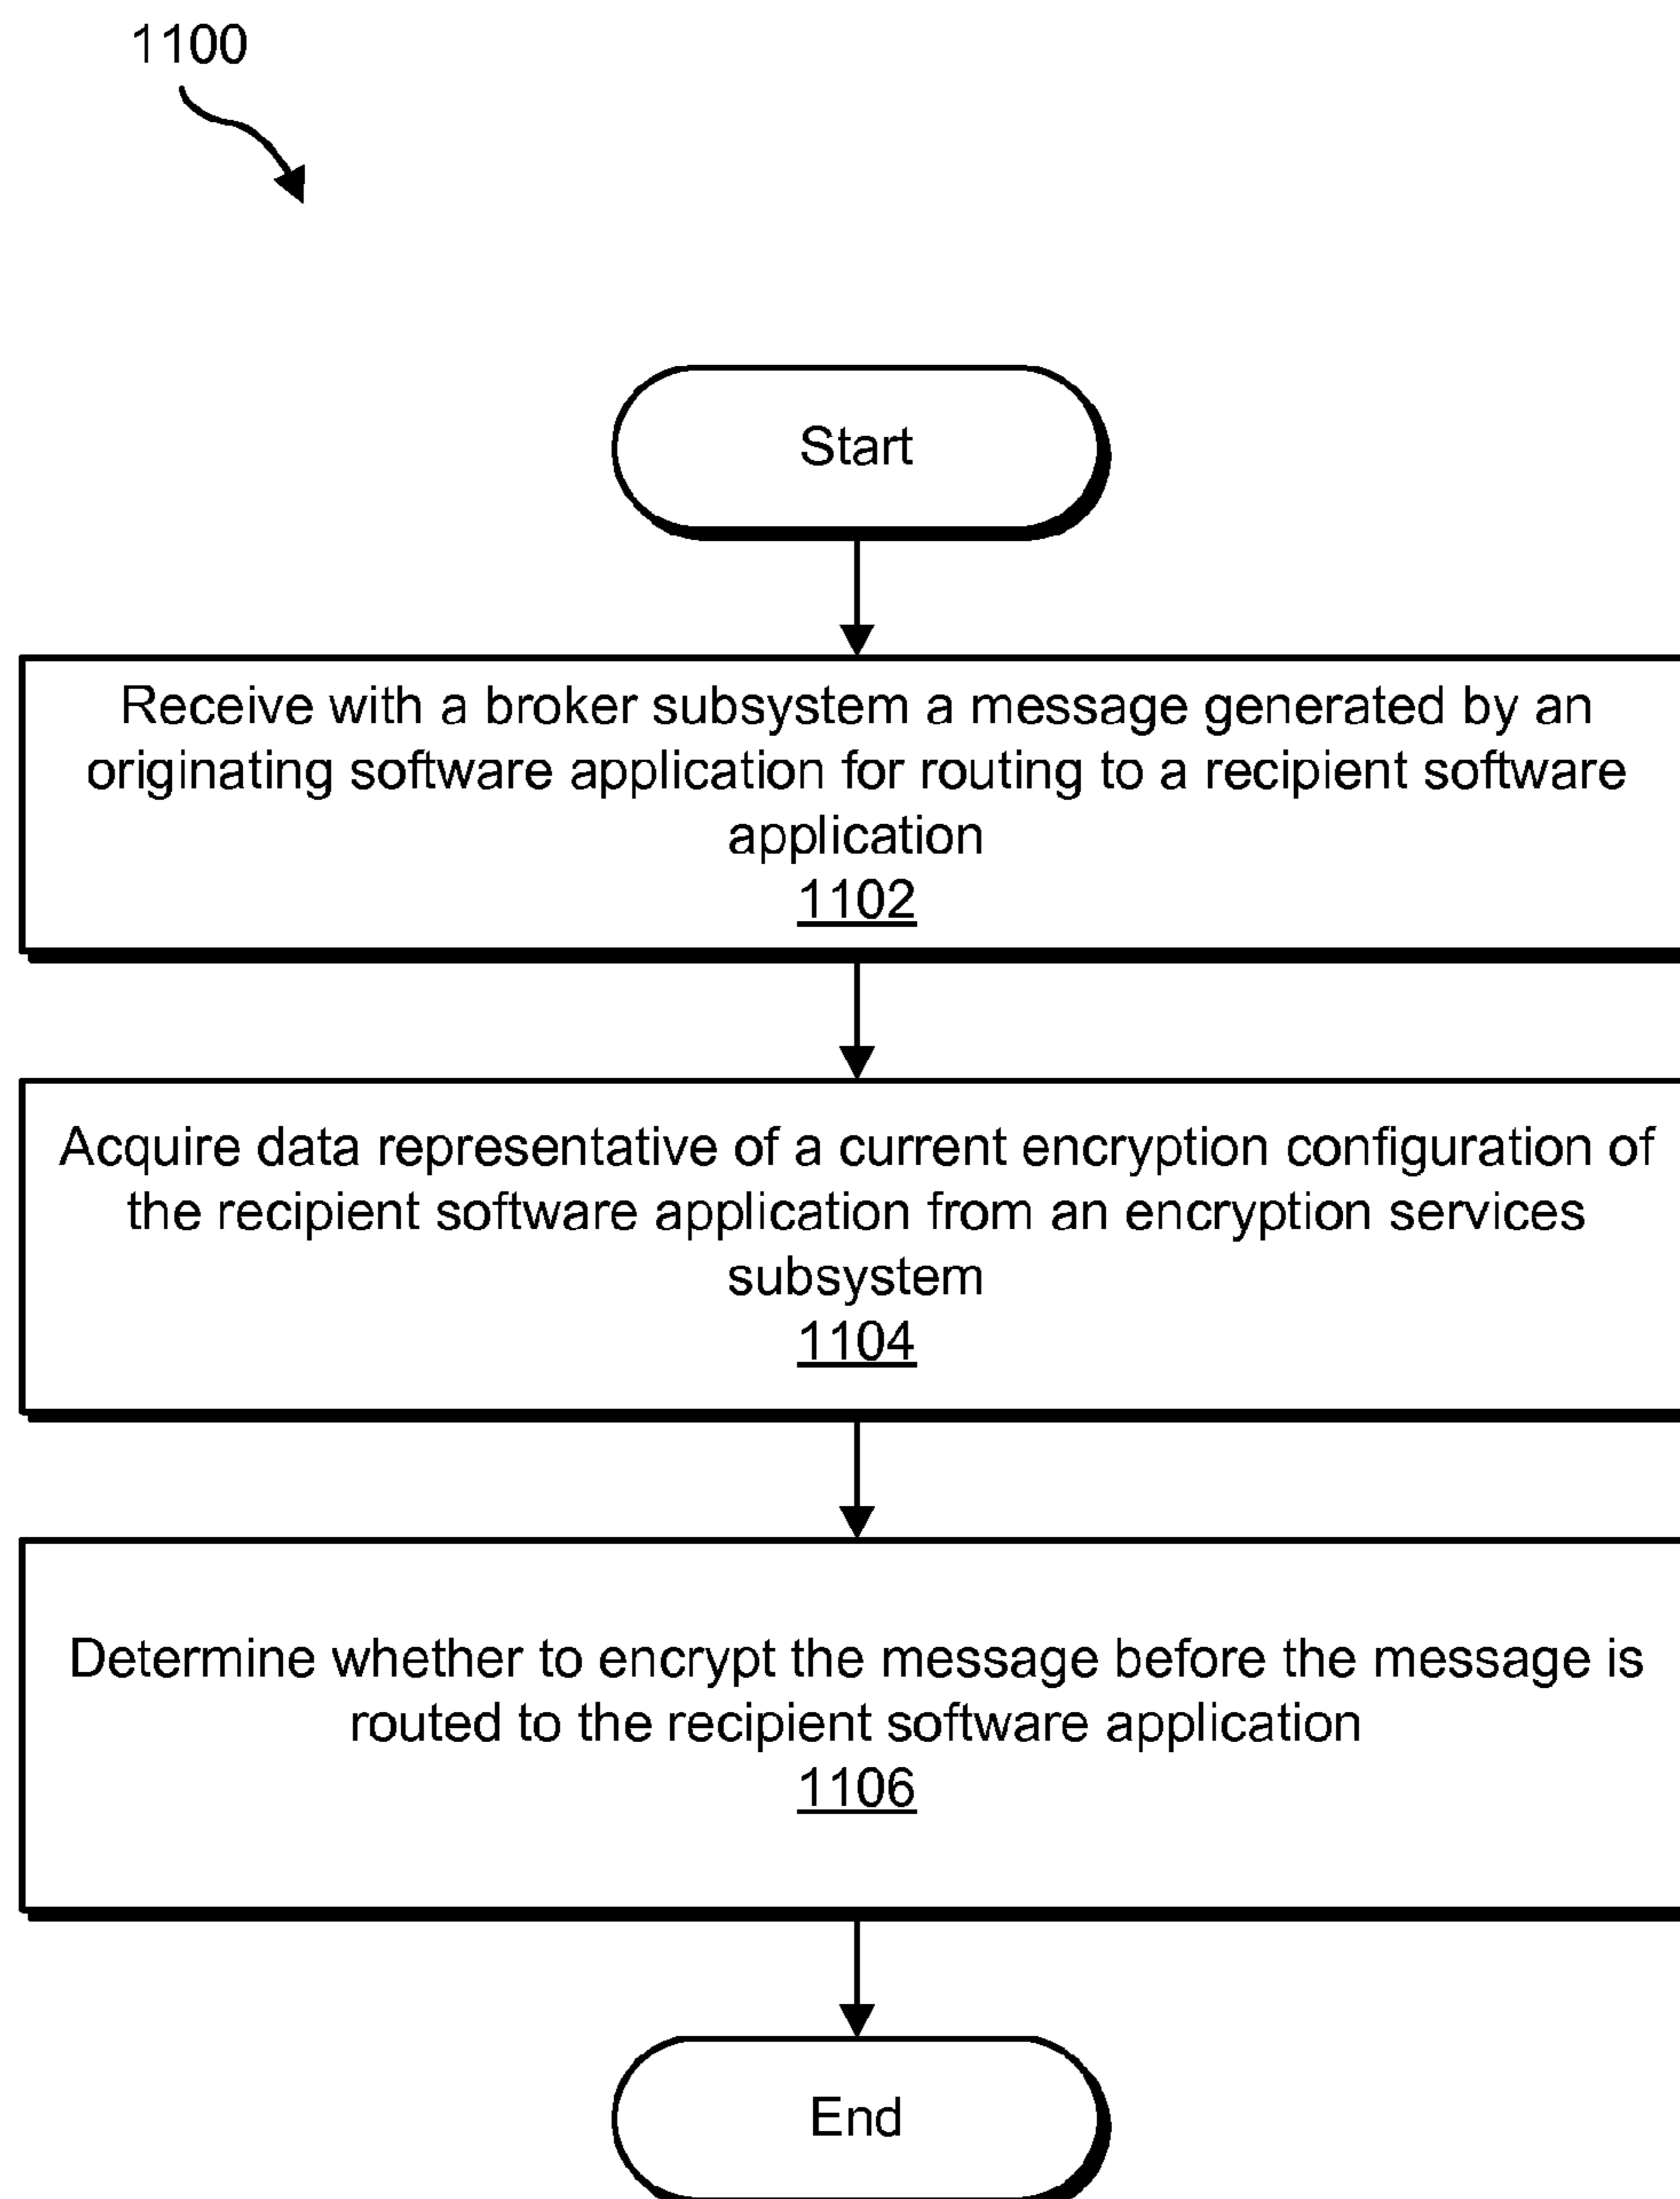 1100
Start
Receive with a broker subsystem a message generated by an
originating software application for routing to a recipient software
application
1102
Acquire data representative of a current encryption configuration of
the recipient software application from an encryption services
subsystem
1104
Determine whether to encrypt the message before the message is
routed to the recipient software application
1106
End